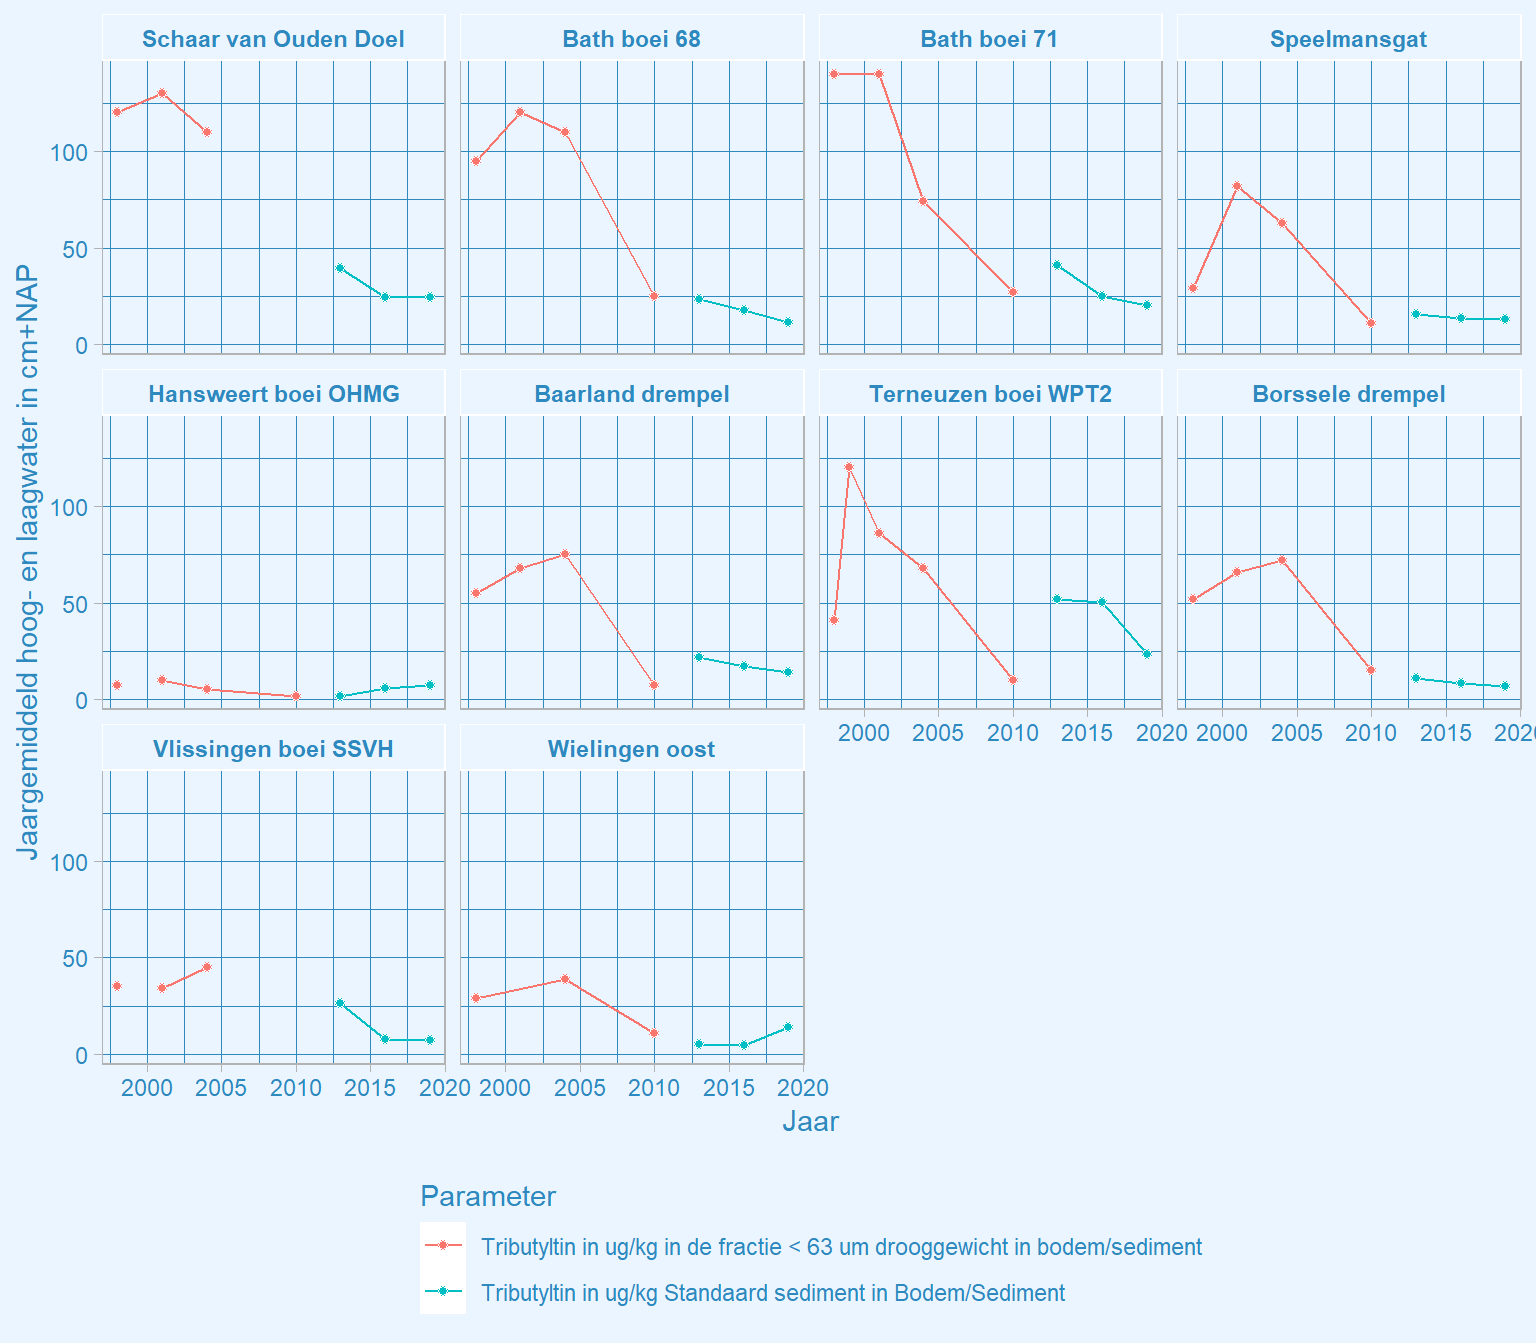 Schaar van Ouden Doel
Bath boei 68
Bath boei 71
Speelmansgat
100
50
0
Hansweert boei OHMG
Baarland drempel
Terneuzen boei WPT2
Borssele drempel
100
50
0
2000 2005 2010 2015 2020
2000 2005 2010 2015 2020
Vlissingen boei SSVH
Wielingen oost
100
50
0
2000 2005 2010 2015 2020
2000 2005 2010 2015 2020
Jaargemiddeld hoog- en laagwater in cm+NAP
Jaar
Parameter
Tributyltin in ug/kg in de fractie < 63 um drooggewicht in bodem/sediment
Tributyltin in ug/kg Standaard sediment in Bodem/Sediment